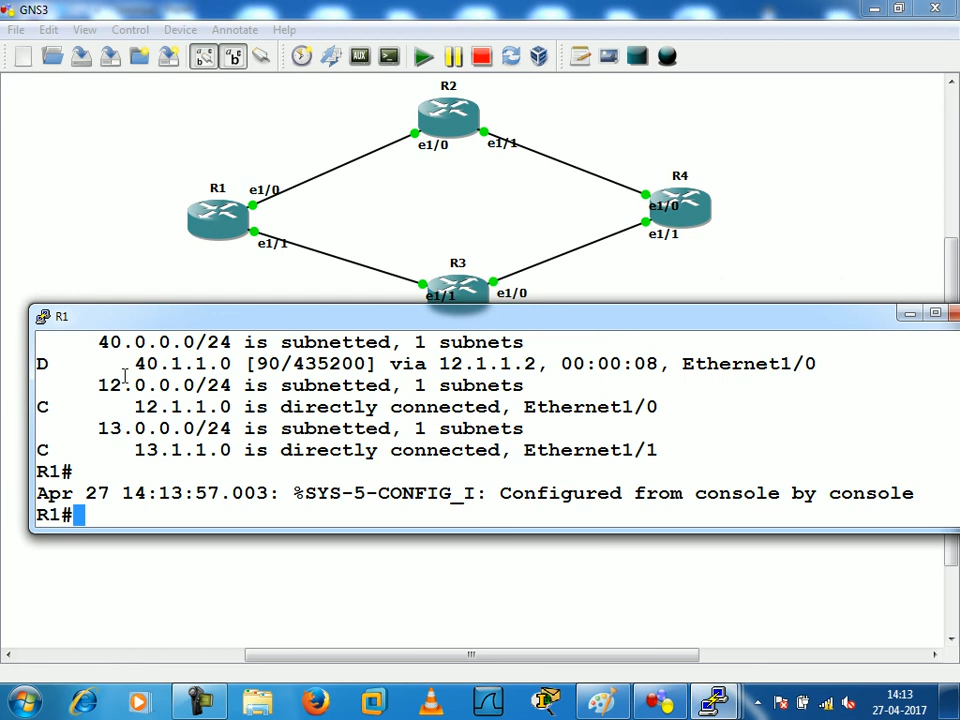 GNS3
File Edit View Control Device Annotate Help
AUX
R2
e1/0
e1/1
R1
e1/0
e1/1
R4
e1/0
e1/1
R3
e1/1
e1/0
R1
40.0.0.0/24 is subnetted, 1 subnets
D 40.1.1.0 [90/435200] via 12.1.1.2, 00:00:08, Ethernet1/0
12.0.0.0/24 is subnetted, 1 subnets
C 12.1.1.0 is directly connected, Ethernet1/0
13.0.0.0/24 is subnetted, 1 subnets
C 13.1.1.0 is directly connected, Ethernet1/1
R1#
Apr 27 14:13:57.003: %SYS-5-CONFIG_I: Configured from console by console
R1#
14:13
27-04-2017